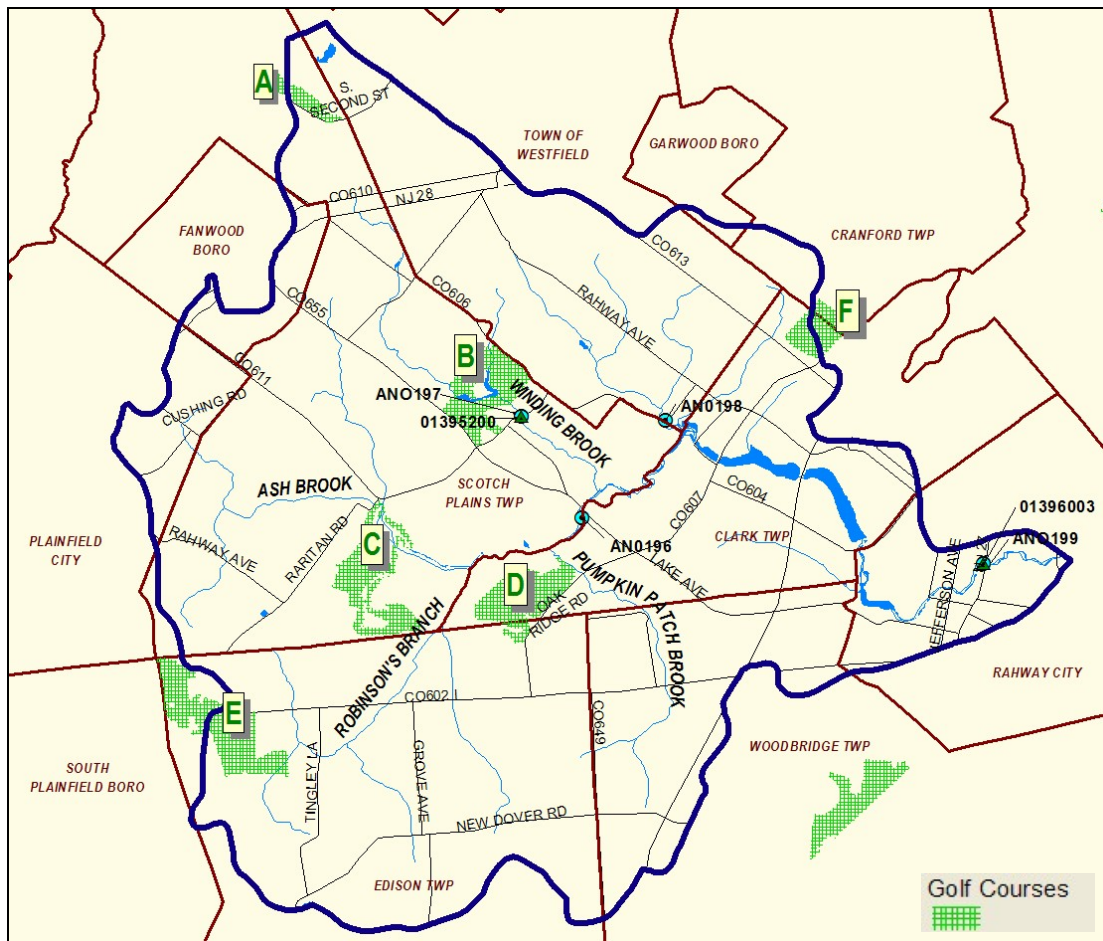 A
S.
SECOND ST
TOWN OF
WESTFIELD
GARWOOD BORO
CO610
NJ 28
FANWOOD
BORO
CRANFORD TWP
CO613
CO606
CO655
RAHWAY AVE
F
B
CO611
ANO197
WINDING BROOK
CUSHING RD
AN0198
01395200
SCOTCH
PLAINS TWP
ASH BROOK
CO607
CO604
01396003
PLAINFIELD
CITY
RAHWAY AVE
RARITAN RD
C
AN0196
CLARK TWP
ANO199
LAKE AVE
JEFFERSON AVE
D
PUMPKIN PATCH BROOK
OAK
RIDGE RD
ROBINSON'S BRANCH
RAHWAY CITY
E
CO602
CO649
WOODBRIDGE TWP
SOUTH
PLAINFIELD BORO
TINGLEY LA
GROVE AVE
NEW DOVER RD
EDISON TWP
Golf Courses